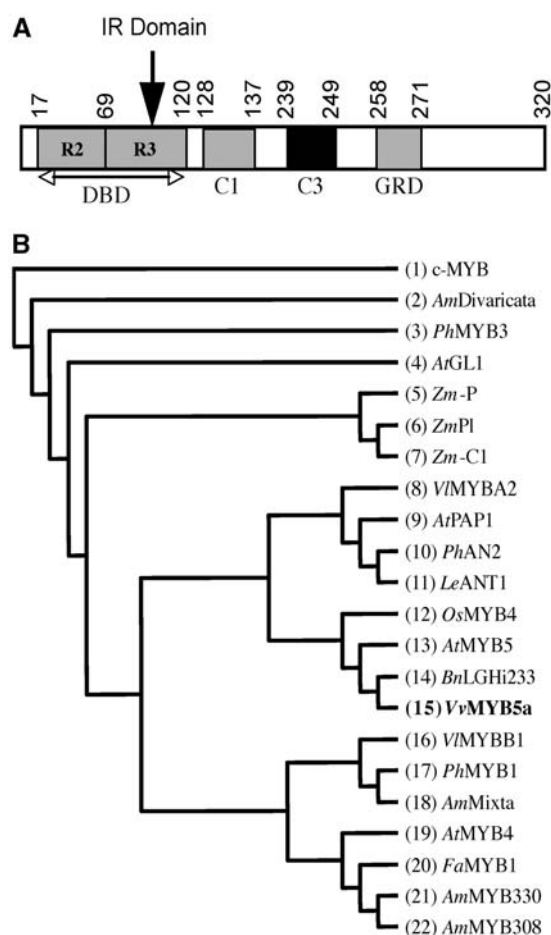 A
IR Domain
17 69 120 128 137 239 249 258 271 320
R2 R3
DBD C1 C3 GRD
B
(1) c-MYB
(2) AmDivaricata
(3) PhMYB3
(4) AtGL1
(5) Zm-P
(6) ZmPl
(7) Zm-C1
(8) VlMYBA2
(9) AtPAP1
(10) PhAN2
(11) LeANT1
(12) OsMYB4
(13) AtMYB5
(14) BnLGHi233
(15) VvMYB5a
(16) VlMYBB1
(17) PhMYB1
(18) AmMixta
(19) AtMYB4
(20) FaMYB1
(21) AmMYB330
(22) AmMYB308